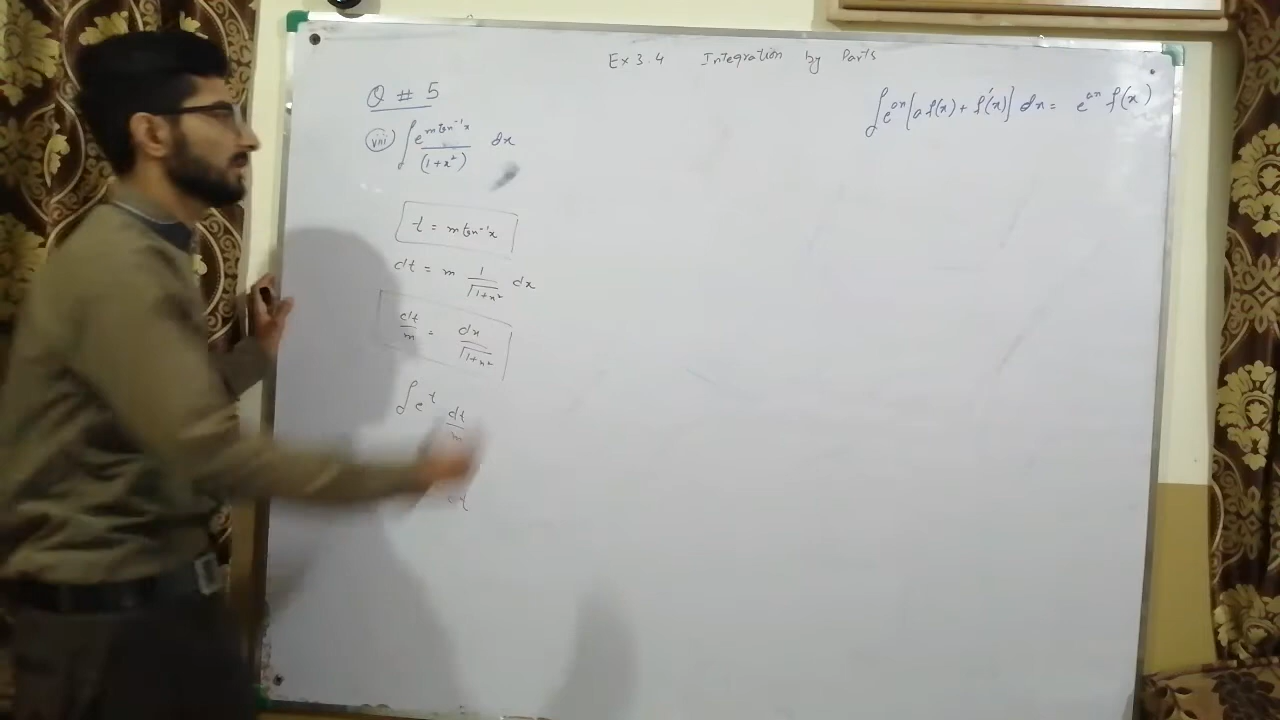 Ex 3.4 Integration by Parts
Q # 5
∫e^(ax)[a f(x) + f'(x)] dx = e^(ax) f(x)
(viii) ∫ e^(m tan⁻¹x) / (1+x²) dx
t = m tan⁻¹x
dt = m 1/√(1+x²) dx
dt/m = dx/√(1+x²)
∫ e^t dt/m